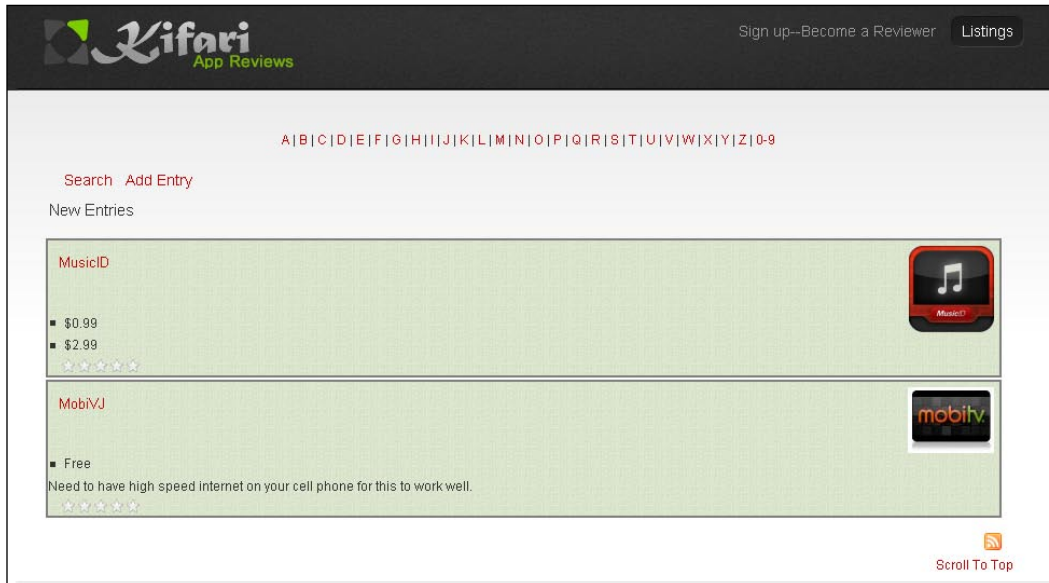 Kifari
App Reviews
Sign up--Become a Reviewer Listings
A|B|C|D|E|F|G|H|I|J|K|L|M|N|O|P|Q|R|S|T|U|V|W|X|Y|Z|0-9
Search Add Entry
New Entries
MusicID
MusicID
$0.99
$2.99
MobiVJ
mobitv
Free
Need to have high speed internet on your cell phone for this to work well.
Scroll To Top